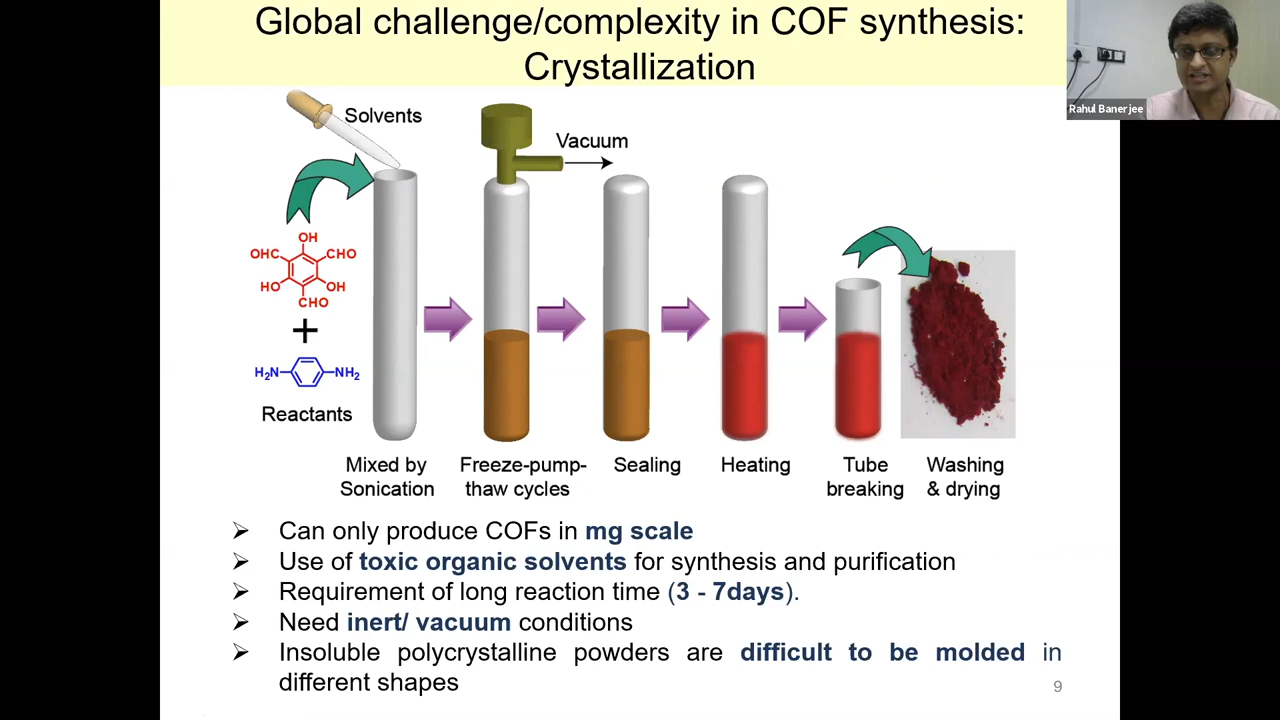 Global challenge/complexity in COF synthesis:
Crystallization
Rahul Banerjee
Solvents
Vacuum
OH
OHC
CHO
HO
OH
CHO
+
H₂N
NH₂
Reactants
Mixed by
Sonication
Freeze-pump-
thaw cycles
Sealing
Heating
Tube
breaking
Washing
& drying
➢ Can only produce COFs in mg scale
➢ Use of toxic organic solvents for synthesis and purification
➢ Requirement of long reaction time (3 - 7days).
➢ Need inert/ vacuum conditions
➢ Insoluble polycrystalline powders are difficult to be molded in
different shapes
9